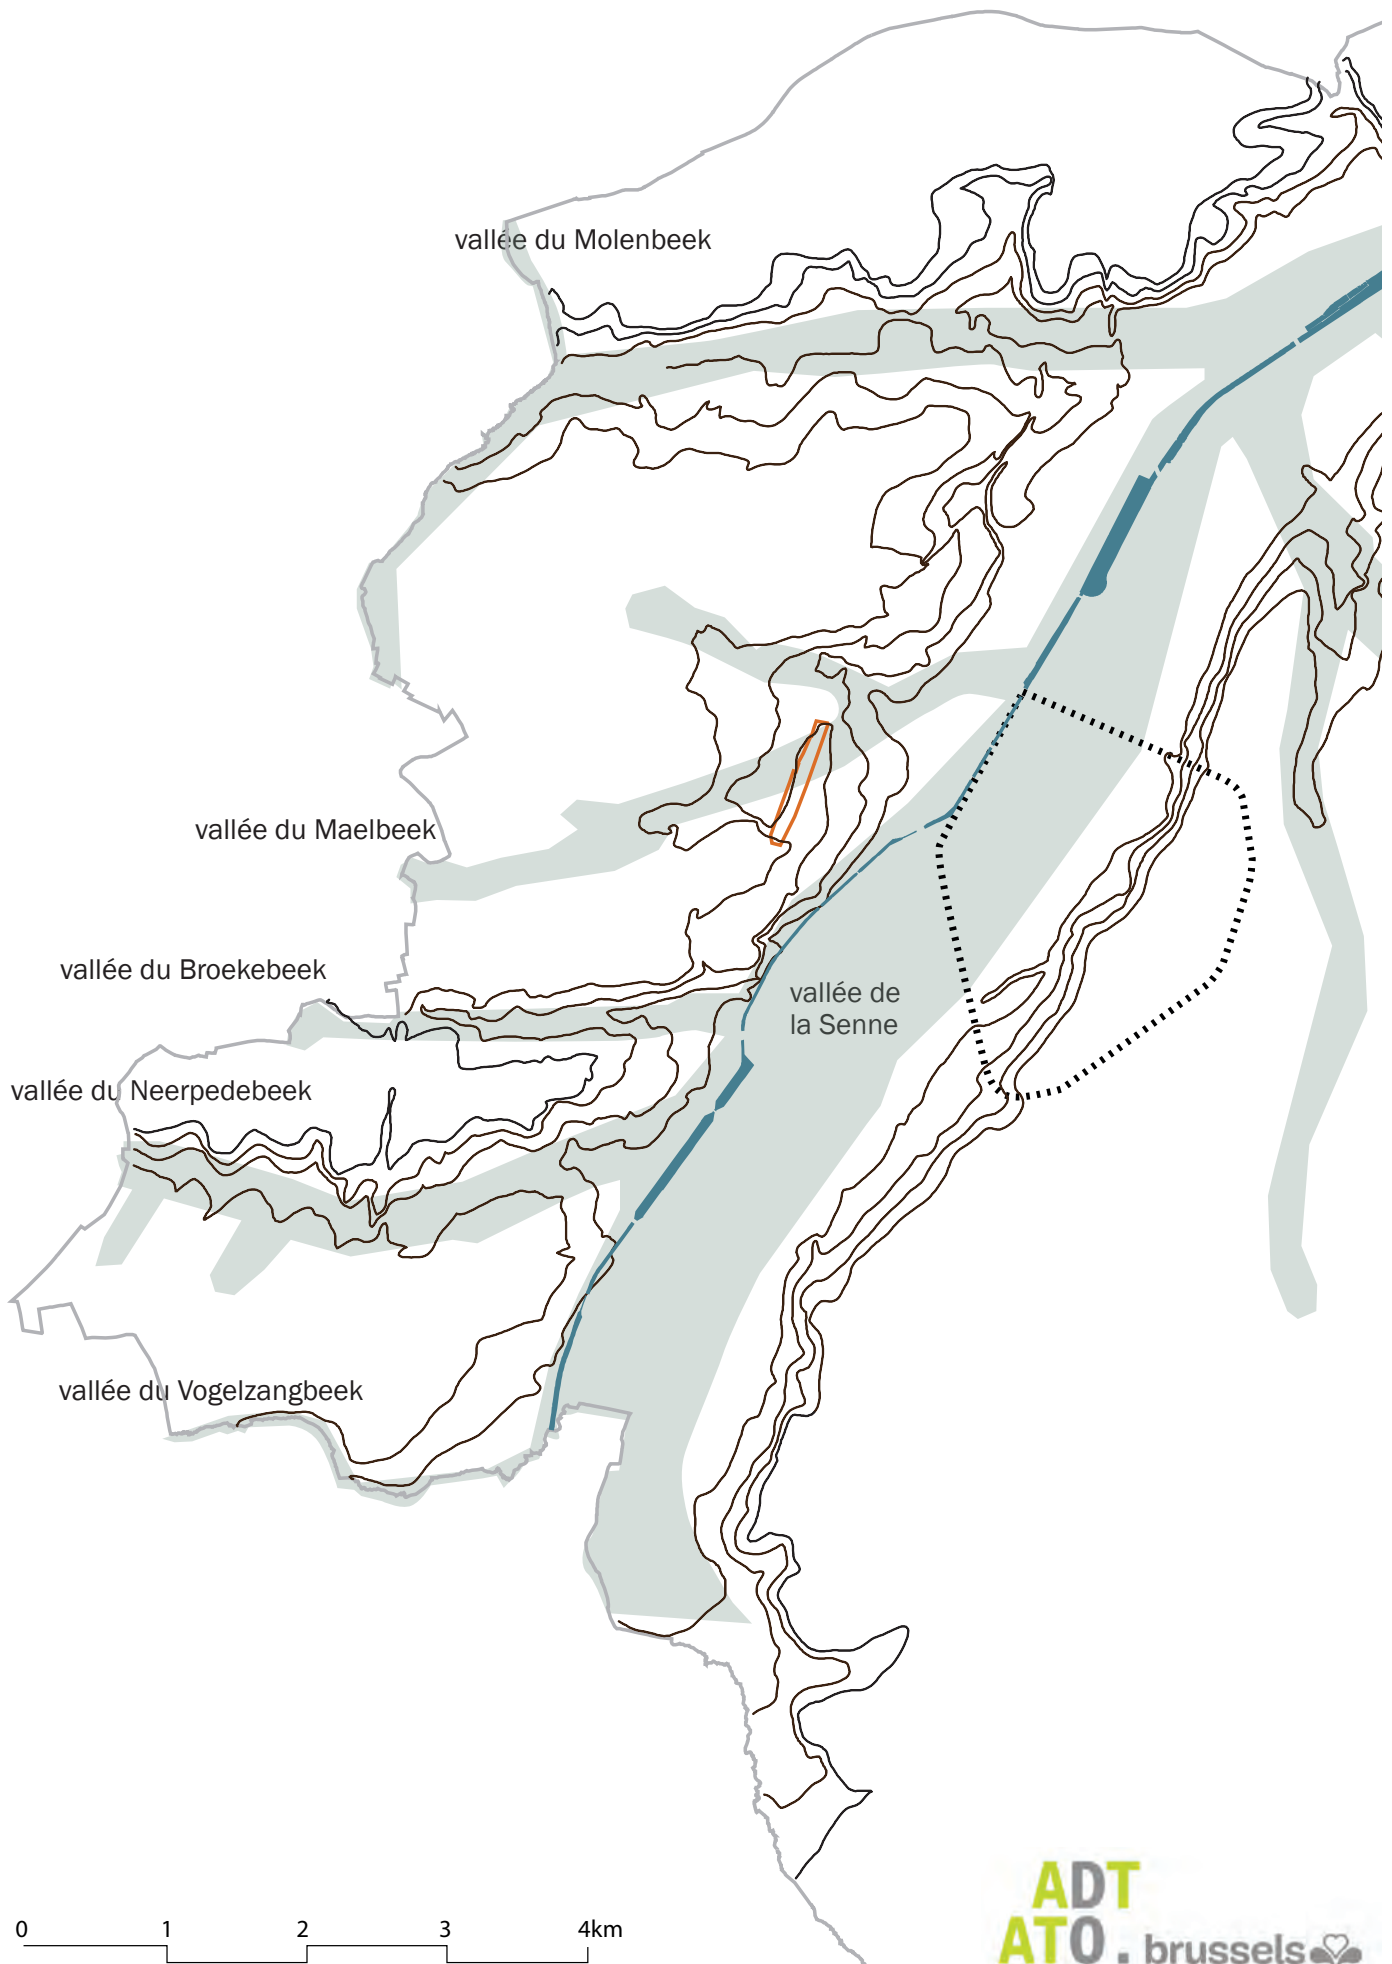 vallée du Molenbeek
vallée du Maelbeek
vallée du Broekebeek
vallée de
la Senne
vallée du Neerpedebeek
vallée du Vogelzangbeek
0 1 2 3 4km
ADT
ATO . brussels